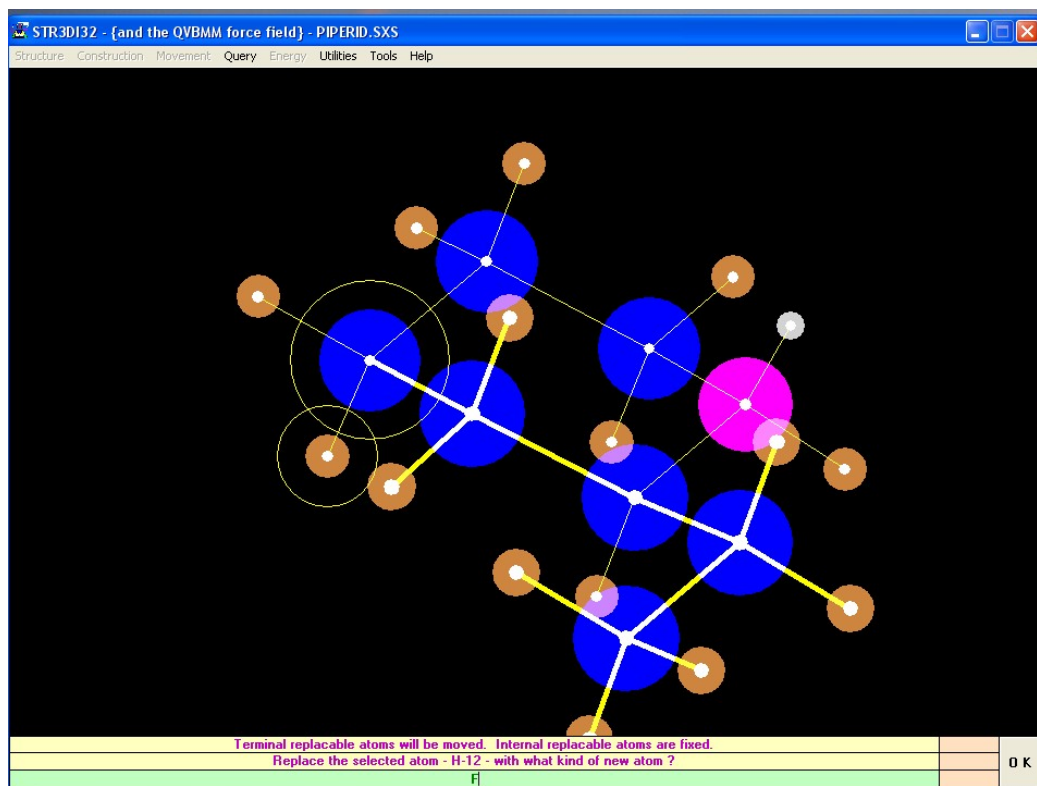 STR3DI32 - {and the QVBMM force field} - PIPERID.SXS
Structure Construction Movement Query Energy Utilities Tools Help
Terminal replacable atoms will be moved. Internal replacable atoms are fixed.
Replace the selected atom - H-12 - with what kind of new atom ?
O K
F